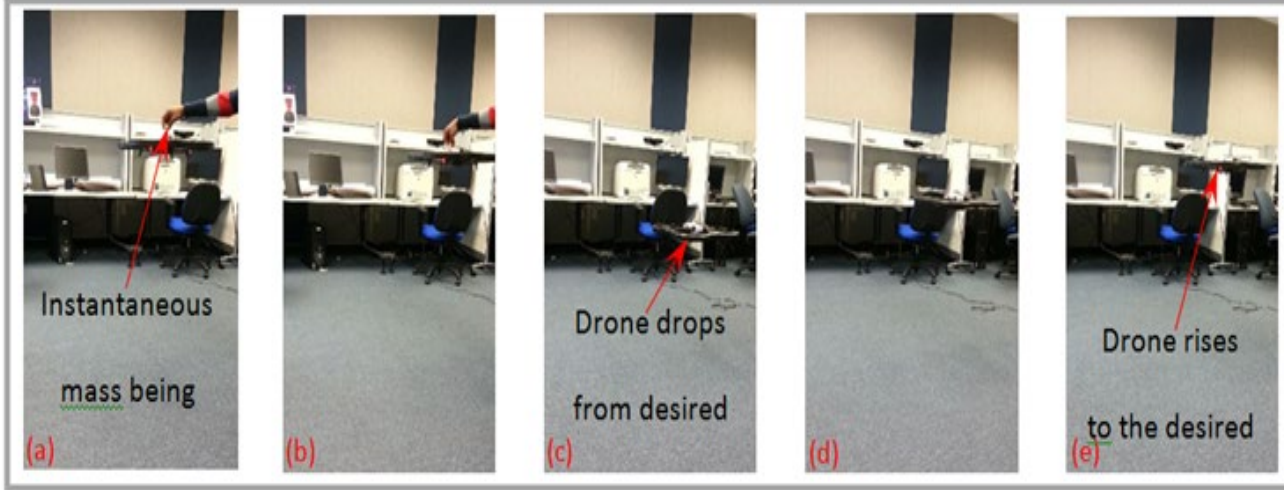 Instantaneous
mass being
(a)
(b)
Drone drops
from desired
(c)
(d)
Drone rises
to the desired
(e)